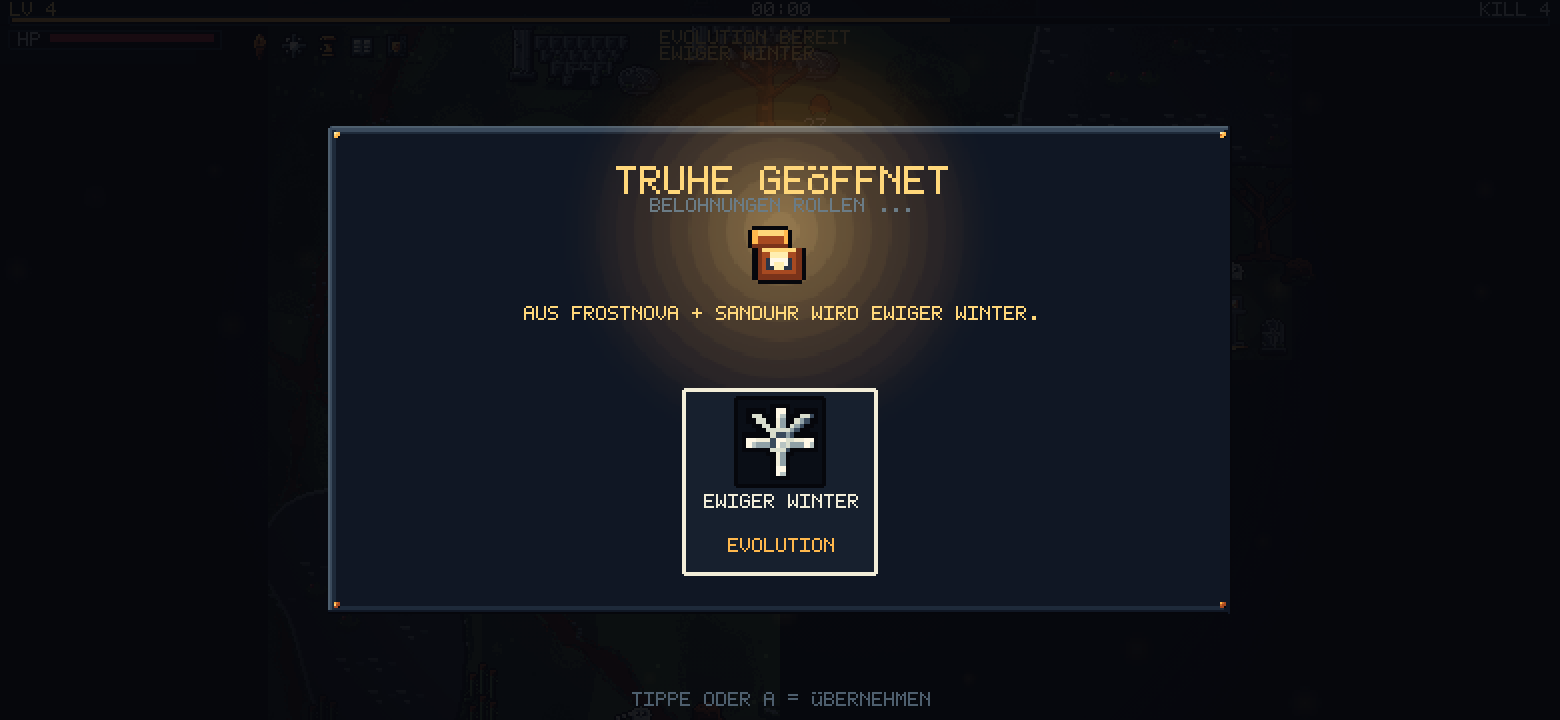 LV 4
00:00
KILL 4
HP
EVOLUTION BEREIT
EWIGER WINTER
27
TRUHE GEöFFNET
BELOHNUNGEN ROLLEN ...
AUS FROSTNOVA + SANDUHR WIRD EWIGER WINTER.
EWIGER WINTER
EVOLUTION
TIPPE ODER A = üBERNEHMEN